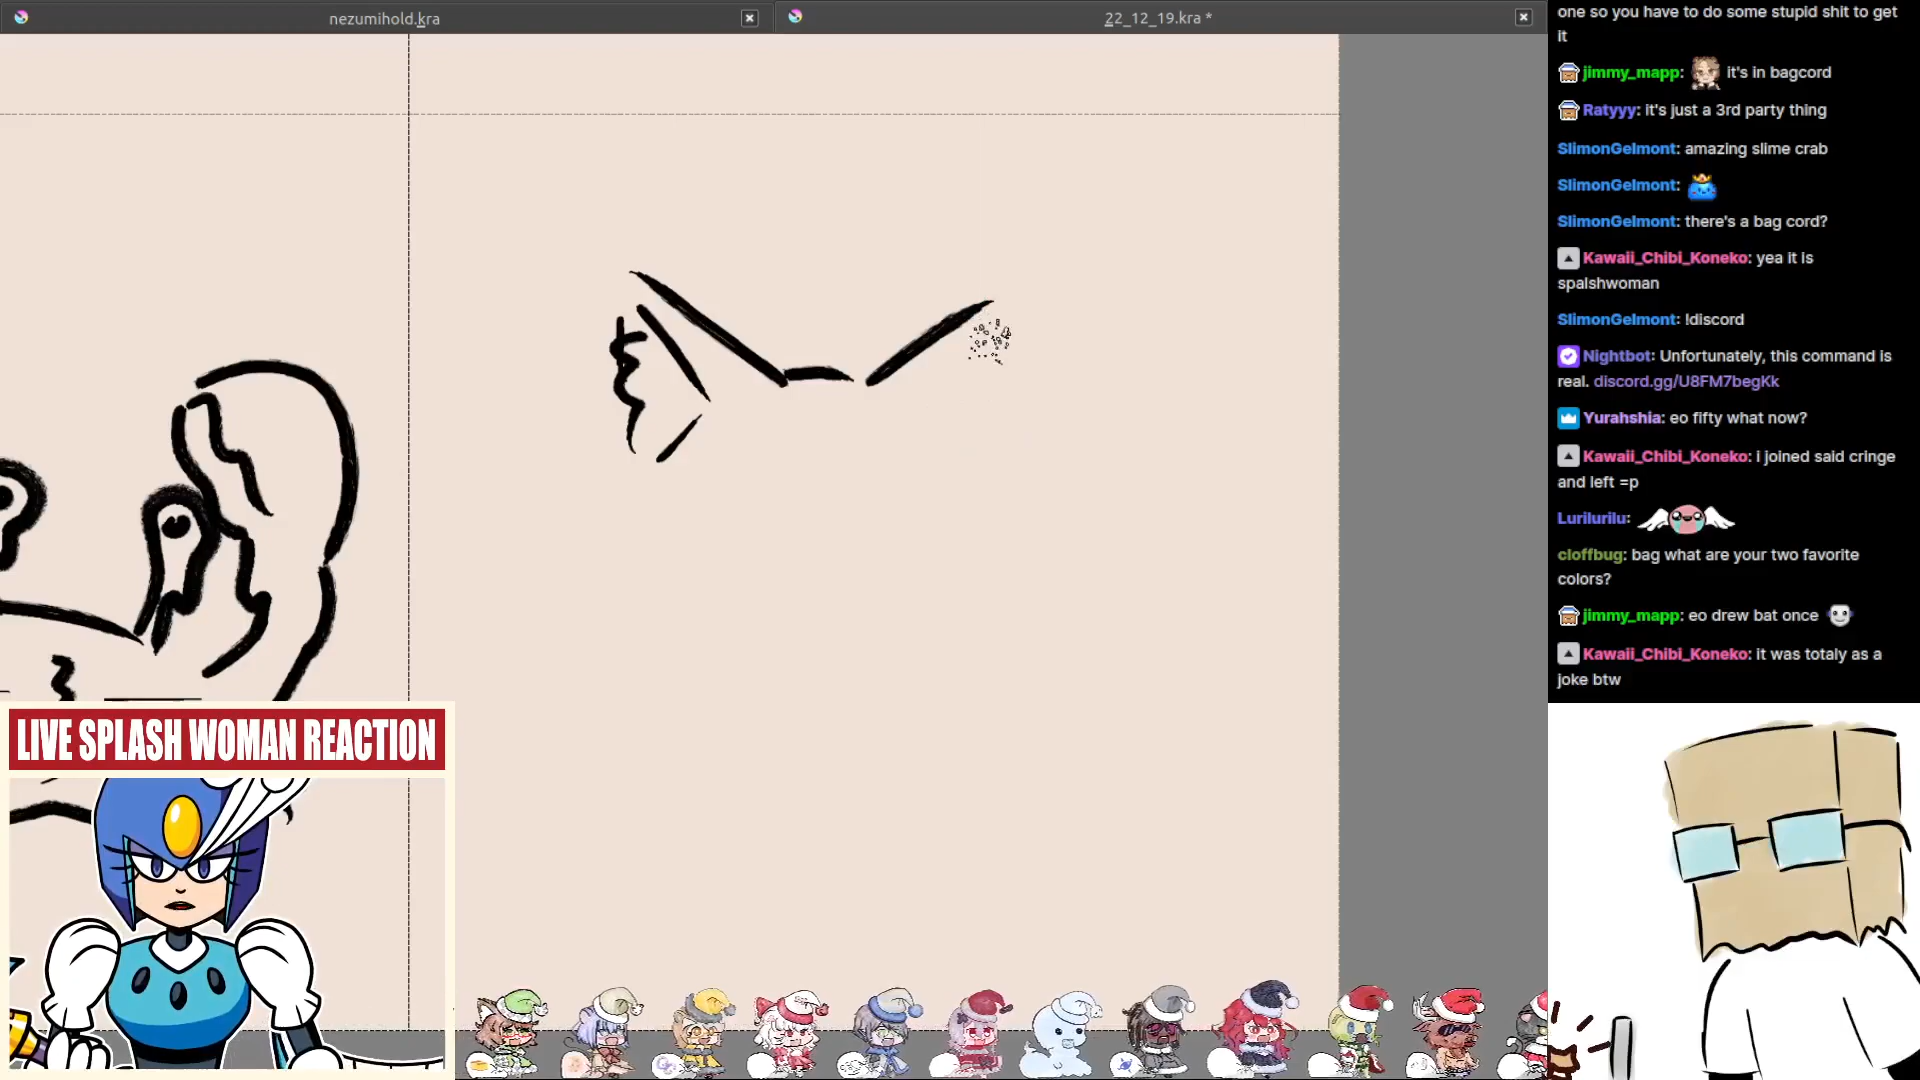 nezumihold.kra
22_12_19.kra *
one so you have to do some stupid shit to get
it
jimmy_mapp: it's in bagcord
Ratyyy: it's just a 3rd party thing
SlimonGelmont: amazing slime crab
SlimonGelmont:
SlimonGelmont: there's a bag cord?
Kawaii_Chibi_Koneko: yea it is
spalshwoman
SlimonGelmont: !discord
Nightbot: Unfortunately, this command is
real. discord.gg/U8FM7begKk
Yurahshia: eo fifty what now?
Kawaii_Chibi_Koneko: i joined said cringe
and left =p
Lurilurilu:
cloffbug: bag what are your two favorite
colors?
jimmy_mapp: eo drew bat once
Kawaii_Chibi_Koneko: it was totaly as a
joke btw
LIVE SPLASH WOMAN REACTION